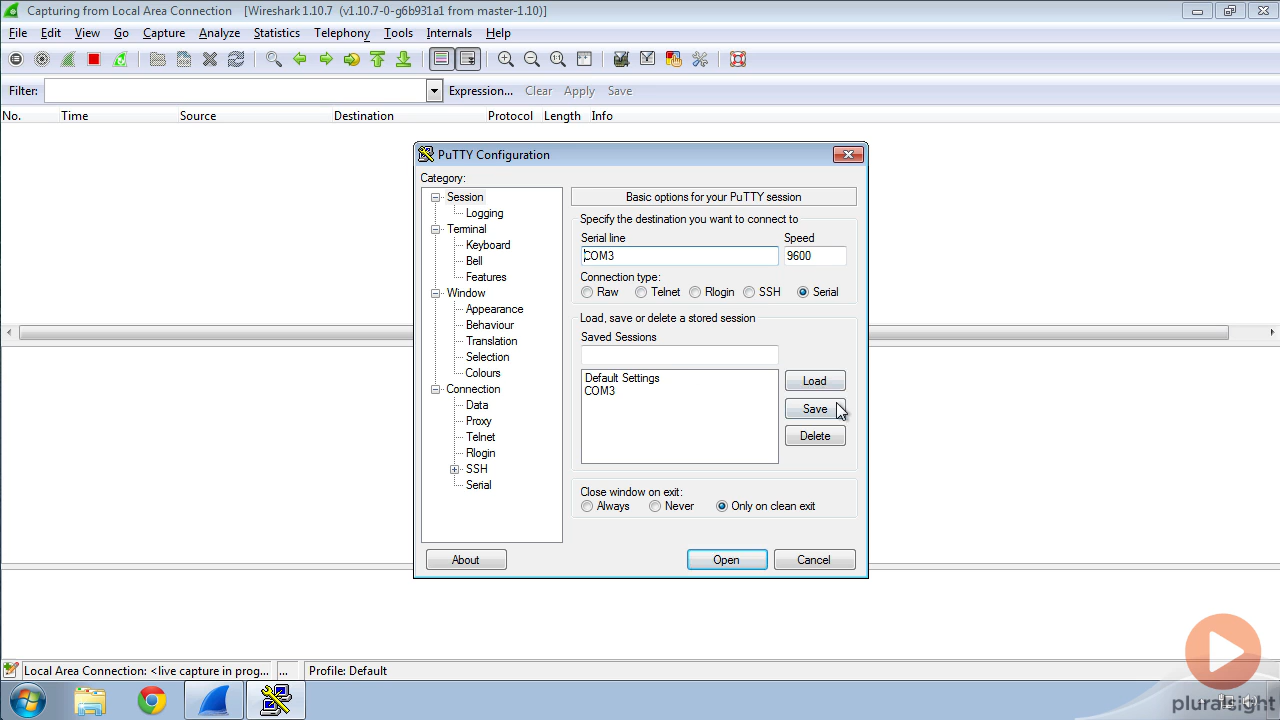 Capturing from Local Area Connection [Wireshark 1.10.7 (v1.10.7-0-g6b931a1 from master-1.10)]
File Edit View Go Capture Analyze Statistics Telephony Tools Internals Help
Filter: Expression... Clear Apply Save
No. Time Source Destination Protocol Length Info
PuTTY Configuration
Category:
Session
Logging
Terminal
Keyboard
Bell
Features
Window
Appearance
Behaviour
Translation
Selection
Colours
Connection
Data
Proxy
Telnet
Rlogin
SSH
Serial
Basic options for your PuTTY session
Specify the destination you want to connect to
Serial line Speed
COM3 9600
Connection type:
Raw Telnet Rlogin SSH Serial
Load, save or delete a stored session
Saved Sessions
Default Settings
COM3
Load
Save
Delete
Close window on exit:
Always Never Only on clean exit
About Open Cancel
Local Area Connection: <live capture in prog... ... Profile: Default
pluralsight